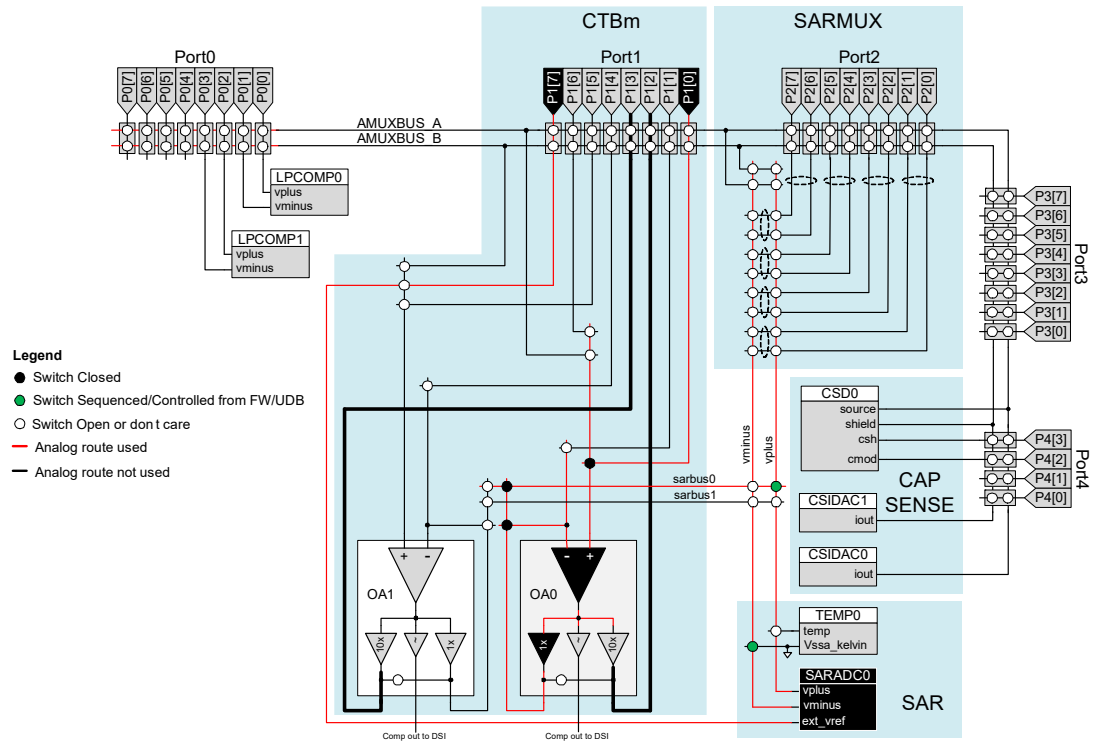 CTBm
SARMUX
Port0
Port1
Port2
P0[7]
P0[6]
P0[5]
P0[4]
P0[3]
P0[2]
P0[1]
P0[0]
P1[7]
P1[6]
P1[5]
P1[4]
P1[3]
P1[2]
P1[1]
P1[0]
P2[7]
P2[6]
P2[5]
P2[4]
P2[3]
P2[2]
P2[1]
P2[0]
AMUXBUS_A
AMUXBUS_B
LPCOMP0
vplus
vminus
LPCOMP1
vplus
vminus
P3[7]
P3[6]
P3[5]
P3[4]
P3[3]
P3[2]
P3[1]
P3[0]
Port3
Legend
Switch Closed
Switch Sequenced/Controlled from FW/UDB
Switch Open or don t care
Analog route used
Analog route not used
CSD0
source
shield
csh
cmod
P4[3]
P4[2]
P4[1]
P4[0]
Port4
CAP
SENSE
vminus
vplus
sarbus0
sarbus1
CSIDAC1
iout
CSIDAC0
iout
+
-
OA1
10x
~
1x
-
+
OA0
1x
~
10x
TEMP0
temp
Vssa_kelvin
SARADC0
vplus
vminus
ext_vref
SAR
Comp out to DSI
Comp out to DSI